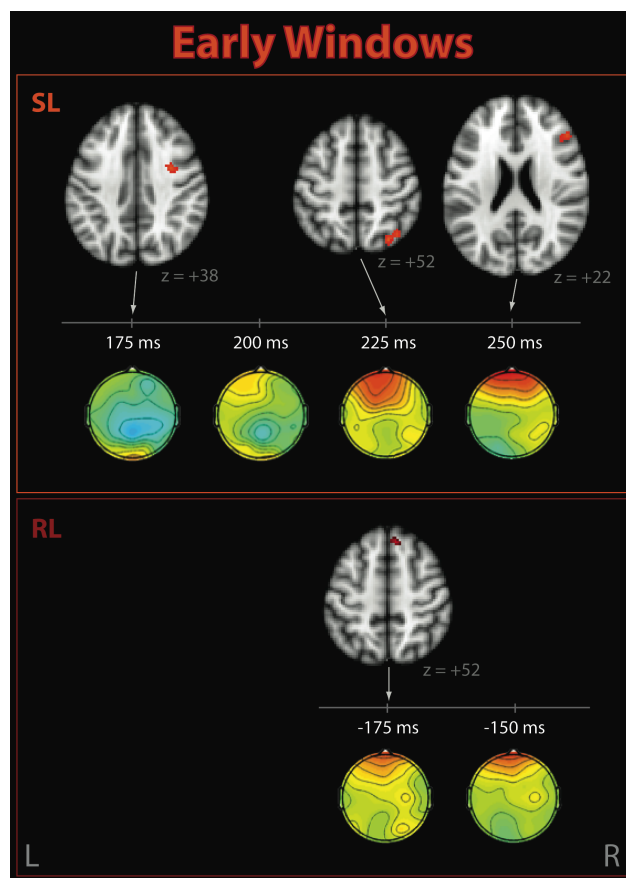 Early Windows
SL
z = +38
z = +52
z = +22
175 ms
200 ms
225 ms
250 ms
RL
z = +52
-175 ms
-150 ms
L
R